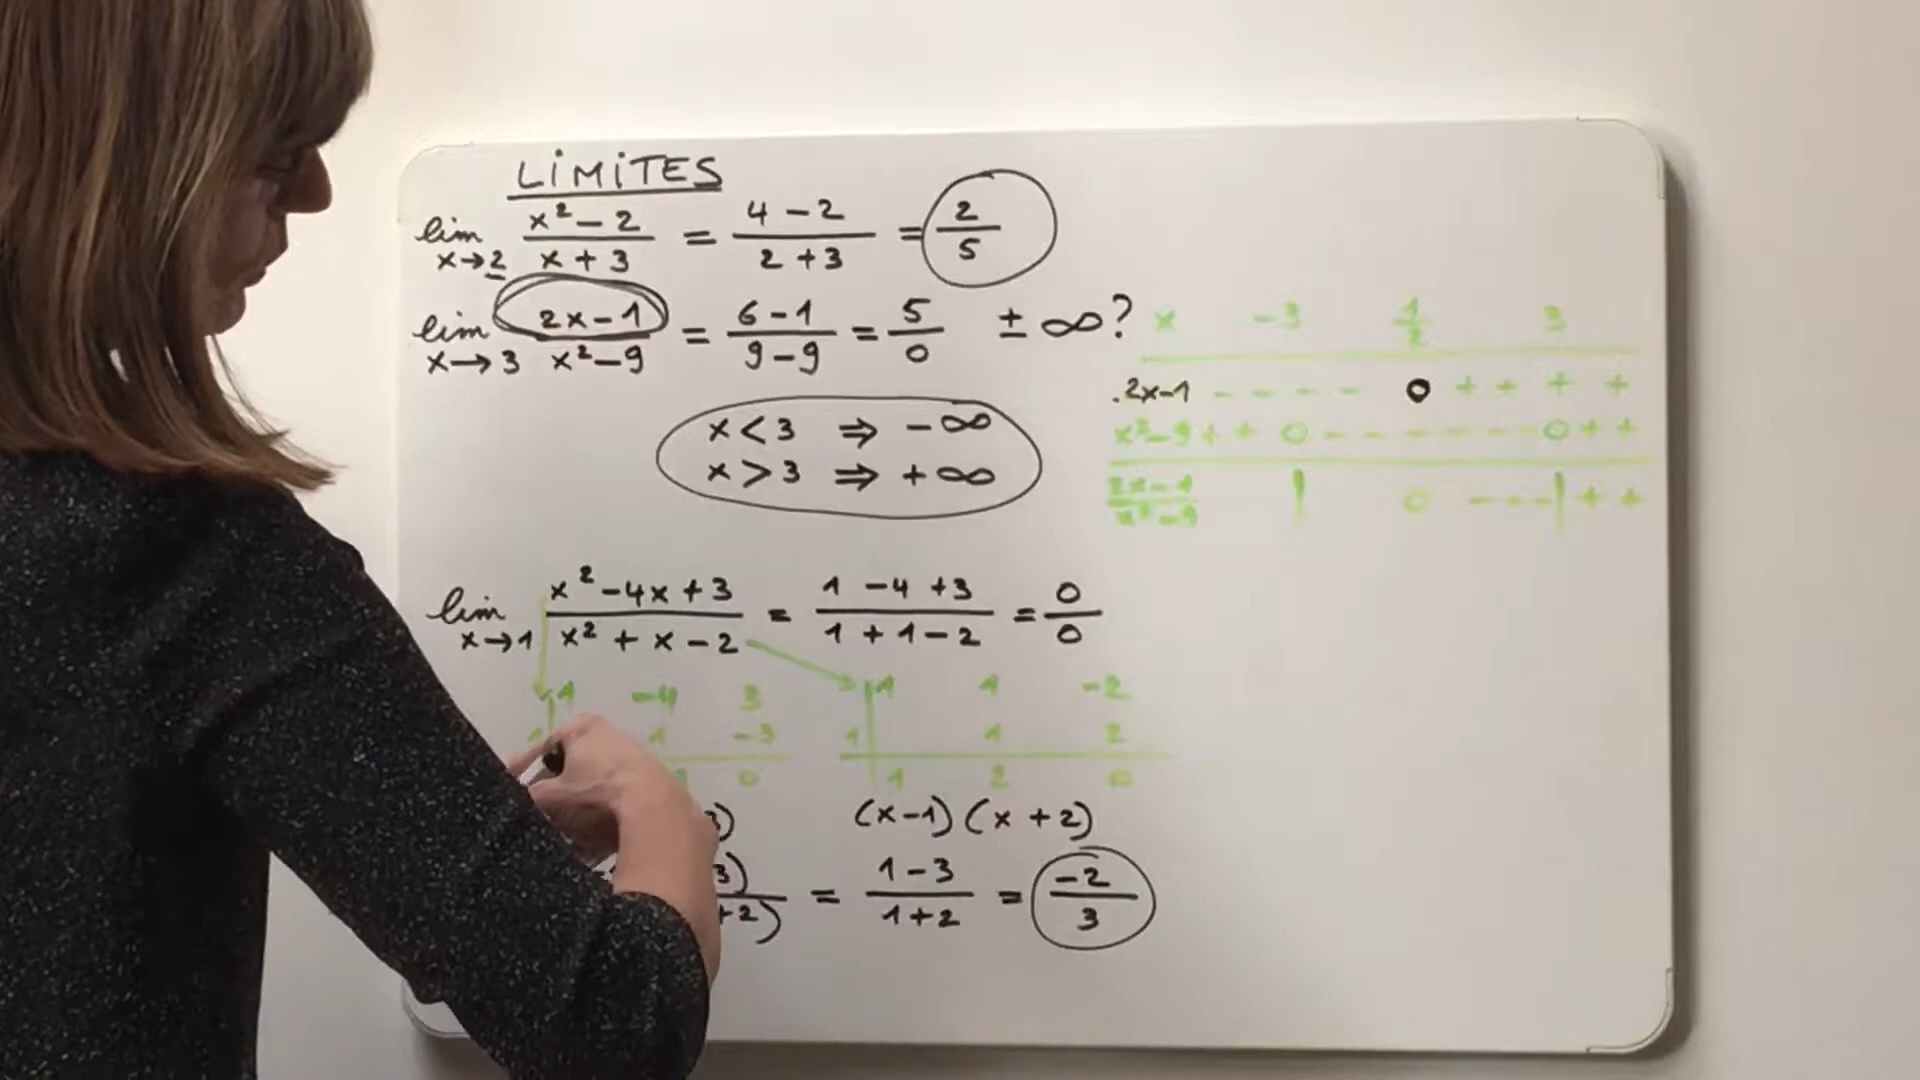 LIMITES
lim x→2 x² - 2 / x + 3 = 4 - 2 / 2 + 3 = 2 / 5
lim x→3 2x - 1 / x² - 9 = 6 - 1 / 9 - 9 = 5 / 0 ± ∞?
x < 3 ⇒ - ∞
x > 3 ⇒ + ∞
x -3 1/2 3
2x-1 - - - - 0 + + + +
x²-9 + + 0 - - - - - - - 0 + +
2x-1 / x²-9 | 0 - - - | + +
lim x→1 x² - 4x + 3 / x² + x - 2 = 1 - 4 + 3 / 1 + 1 - 2 = 0 / 0
1 -4 3
1 1 -3
0
1 1 -2
1 1 2
1 2 0
3) (x-1) (x + 2)
3) / +2) = 1 - 3 / 1 + 2 = -2 / 3